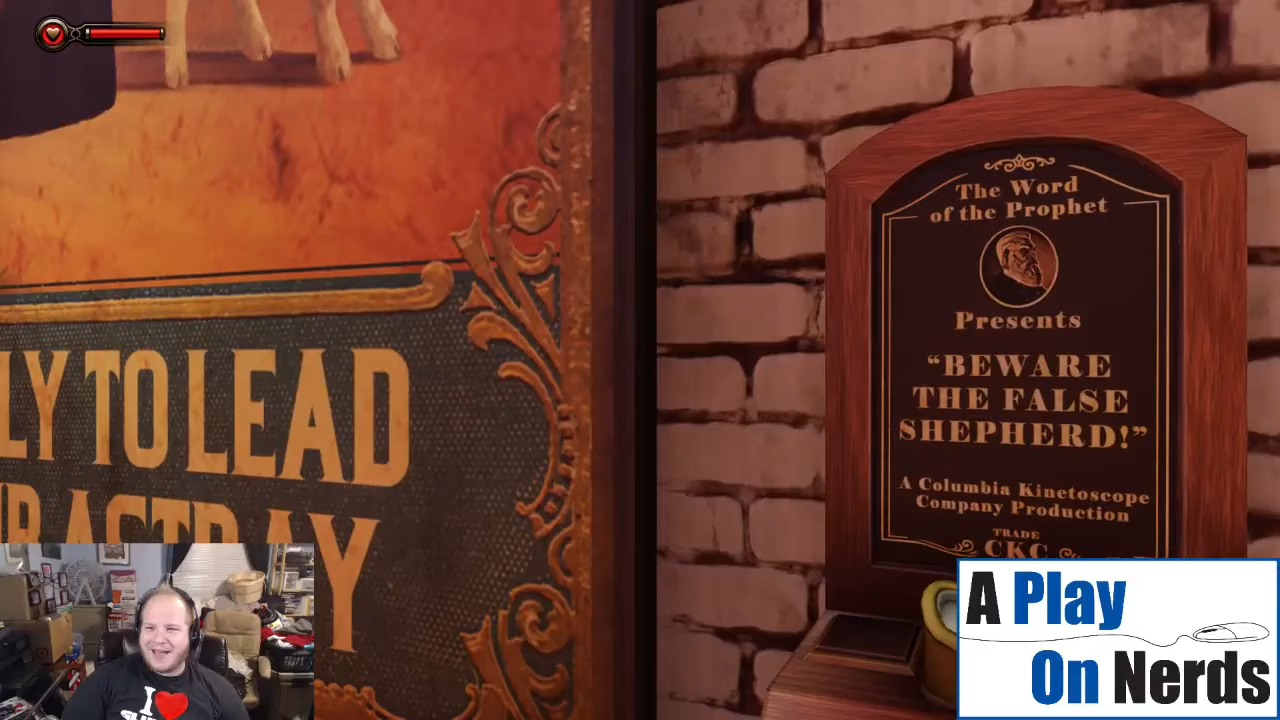 LY TO LEAD
ASTRAY
The Word
of the Prophet
Presents
“BEWARE
THE FALSE
SHEPHERD!”
A Columbia Kinetoscope
Company Production
TRADE
CKC
I
A Play
On Nerds